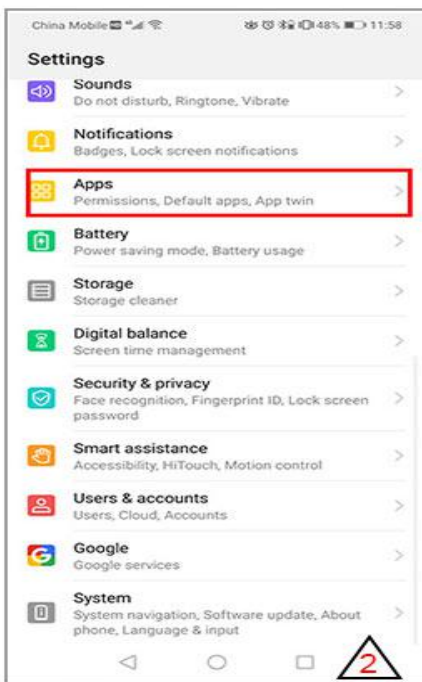 China Mobile 48% 11:58
Settings
Sounds
Do not disturb, Ringtone, Vibrate
Notifications
Badges, Lock screen notifications
Apps
Permissions, Default apps, App twin
Battery
Power saving mode, Battery usage
Storage
Storage cleaner
Digital balance
Screen time management
Security & privacy
Face recognition, Fingerprint ID, Lock screen
password
Smart assistance
Accessibility, HiTouch, Motion control
Users & accounts
Users, Cloud, Accounts
Google
Google services
System
System navigation, Software update, About
phone, Language & input
2